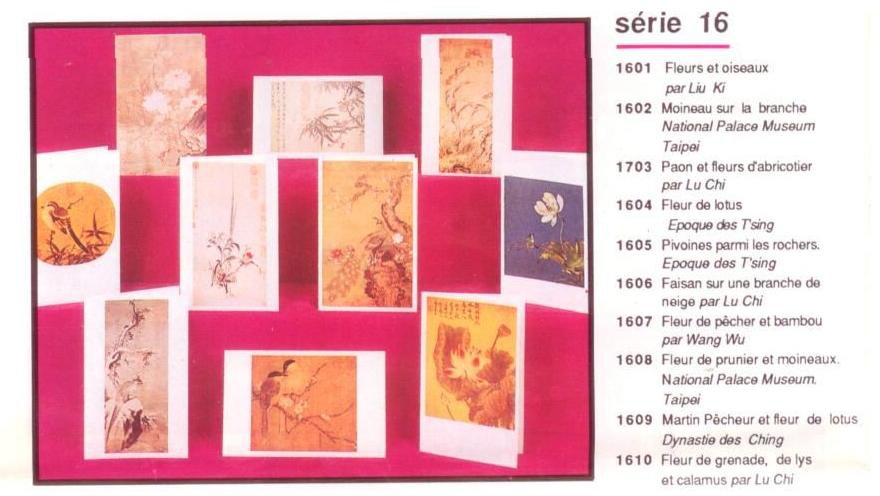 série 16
1601 Fleurs et oiseaux
par Liu Ki
1602 Moineau sur la branche
National Palace Museum
Taipei
1703 Paon et fleurs d'abricotier
par Lu Chi
1604 Fleur de lotus
Epoque des T'sing
1605 Pivoines parmi les rochers.
Epoque des T'sing
1606 Faisan sur une branche de
neige par Lu Chi
1607 Fleur de pêcher et bambou
par Wang Wu
1608 Fleur de prunier et moineaux.
National Palace Museum.
Taipei
1609 Martin Pêcheur et fleur de lotus
Dynastie des Ching
1610 Fleur de grenade, de lys
et calamus par Lu Chi